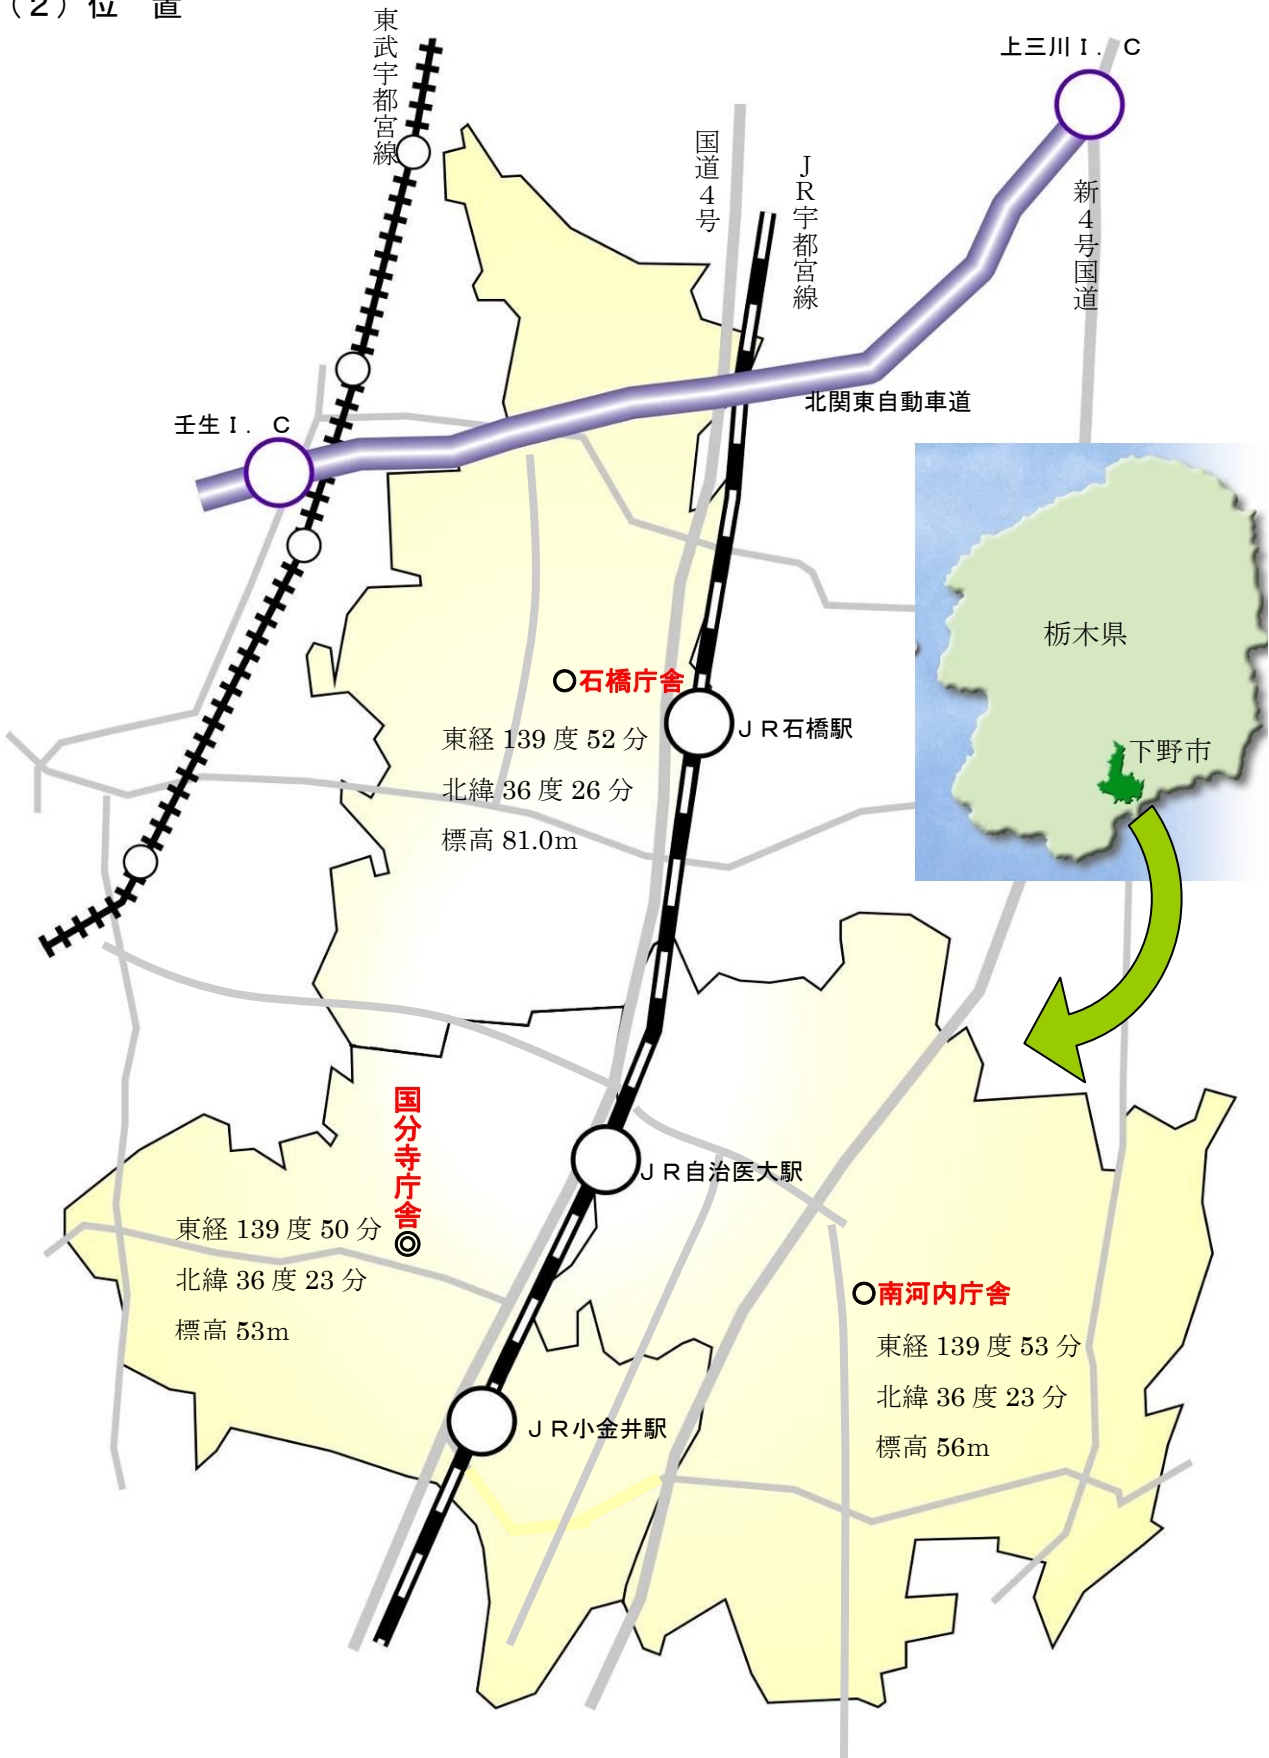 （２）位　置
東武宇都宮線
上三川Ｉ．Ｃ
国道４号
ＪＲ宇都宮線
新４号国道
北関東自動車道
壬生Ｉ．Ｃ
栃木県
下野市
石橋庁舎
東経 139 度 52 分
北緯 36 度 26 分
標高 81.0m
ＪＲ石橋駅
国分寺庁舎
東経 139 度 50 分
北緯 36 度 23 分
標高 53m
ＪＲ自治医大駅
南河内庁舎
東経 139 度 53 分
北緯 36 度 23 分
標高 56m
ＪＲ小金井駅